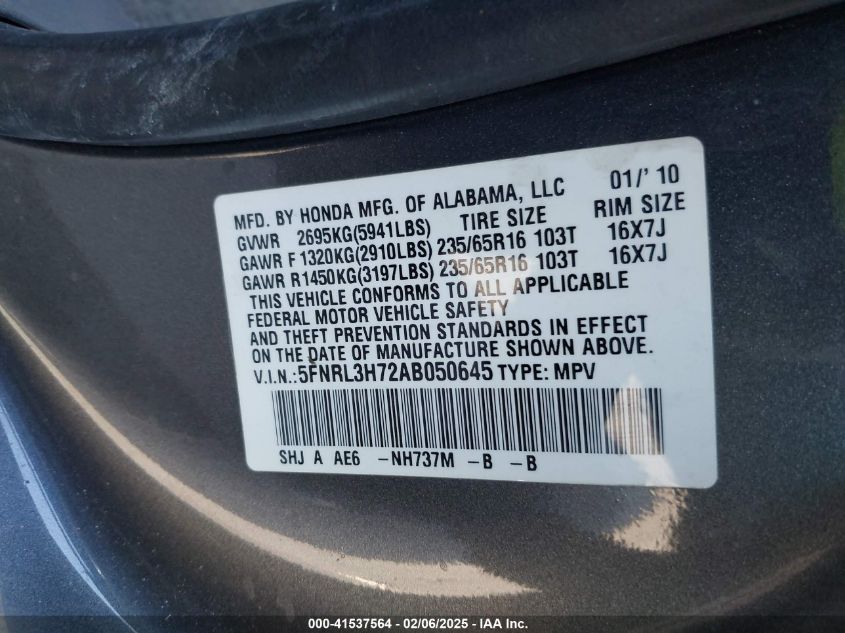 MFD. BY HONDA MFG. OF ALABAMA, LLC 01/' 10
GVWR 2695KG(5941LBS) TIRE SIZE RIM SIZE
GAWR F 1320KG(2910LBS) 235/65R16 103T 16X7J
GAWR R1450KG(3197LBS) 235/65R16 103T 16X7J
THIS VEHICLE CONFORMS TO ALL APPLICABLE
FEDERAL MOTOR VEHICLE SAFETY
AND THEFT PREVENTION STANDARDS IN EFFECT
ON THE DATE OF MANUFACTURE SHOWN ABOVE.
V.I.N.:5FNRL3H72AB050645 TYPE: MPV
SHJ A AE6 -NH737M -B -B
000-41537564 - 02/06/2025 - IAA Inc.